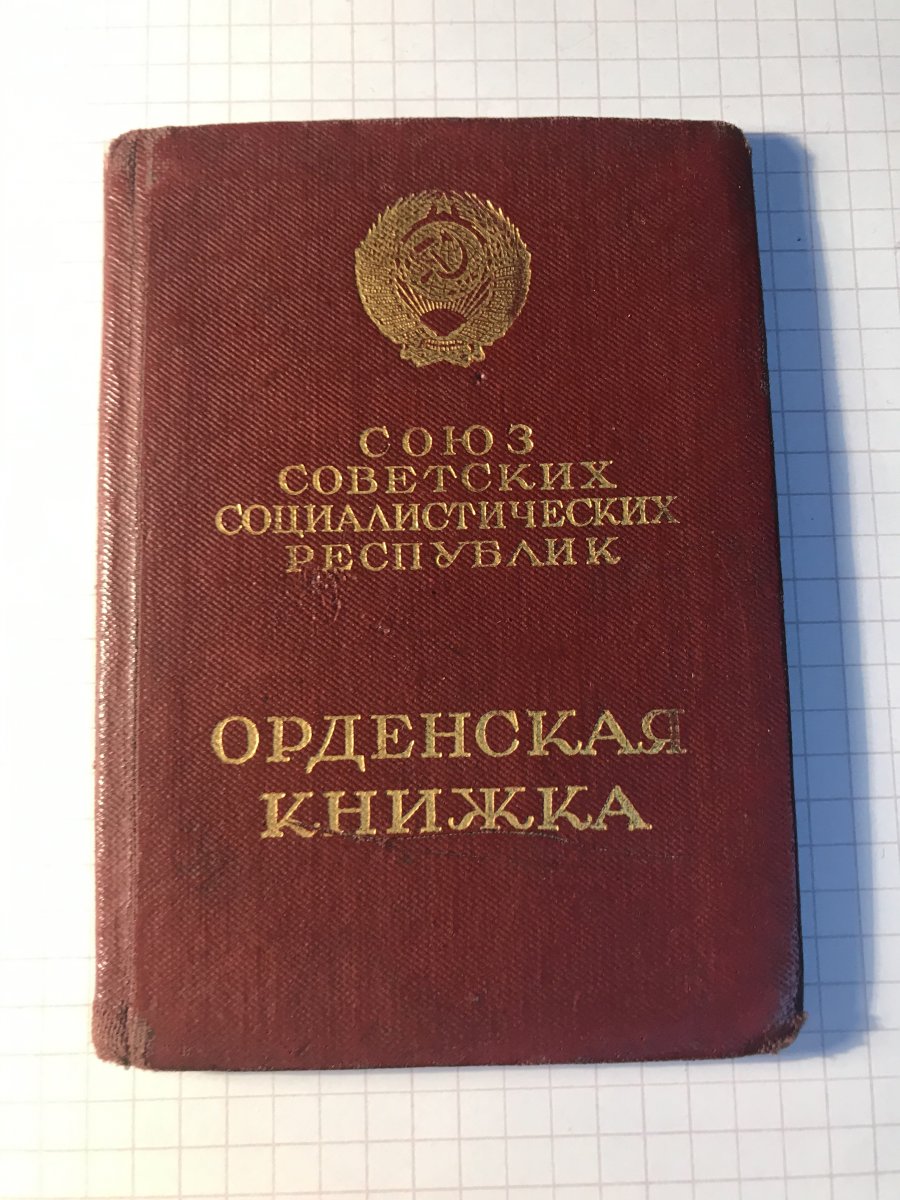 СОЮЗ
СОВЕТСКИХ
СОЦИАЛИСТИЧЕСКИХ
РЕСПУБЛИК
ОРДЕНСКАЯ
КНИЖКА